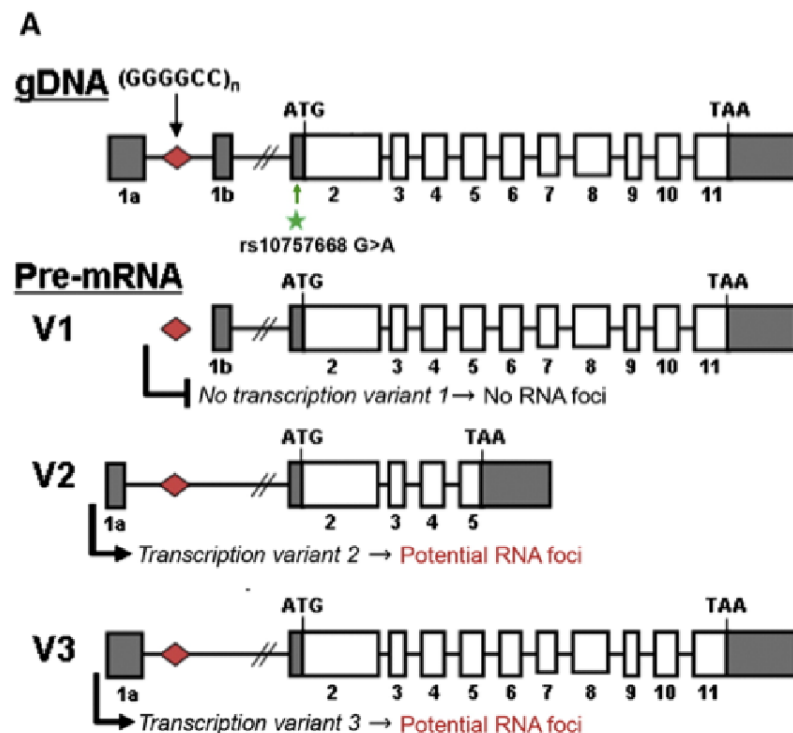 A
gDNA (GGGGCC)n
ATG TAA
1a 1b 2 3 4 5 6 7 8 9 10 11
rs10757668 G>A
Pre-mRNA
ATG TAA
V1
1b 2 3 4 5 6 7 8 9 10 11
No transcription variant 1→ No RNA foci
ATG TAA
V2
1a 2 3 4 5
Transcription variant 2 → Potential RNA foci
ATG TAA
V3
1a 2 3 4 5 6 7 8 9 10 11
Transcription variant 3 → Potential RNA foci